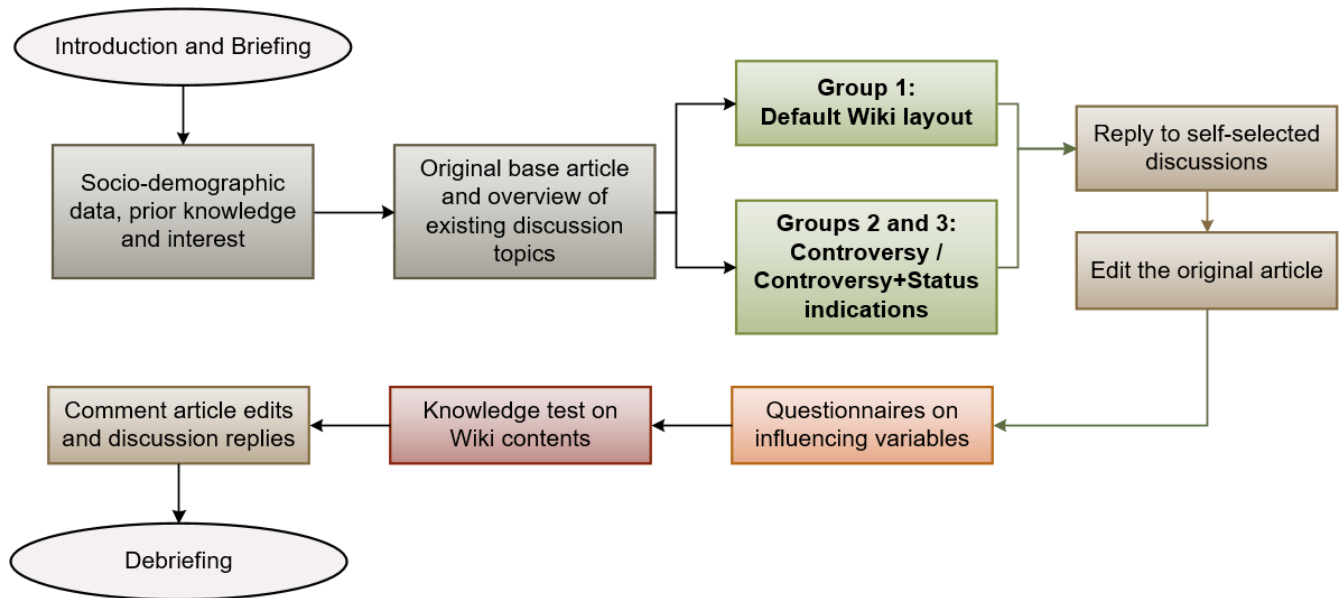 Introduction and Briefing
Socio-demographic
data, prior knowledge
and interest
Original base article
and overview of
existing discussion
topics
Group 1:
Default Wiki layout
Groups 2 and 3:
Controversy /
Controversy+Status
indications
Reply to self-selected
discussions
Edit the original article
Questionnaires on
influencing variables
Knowledge test on
Wiki contents
Comment article edits
and discussion replies
Debriefing